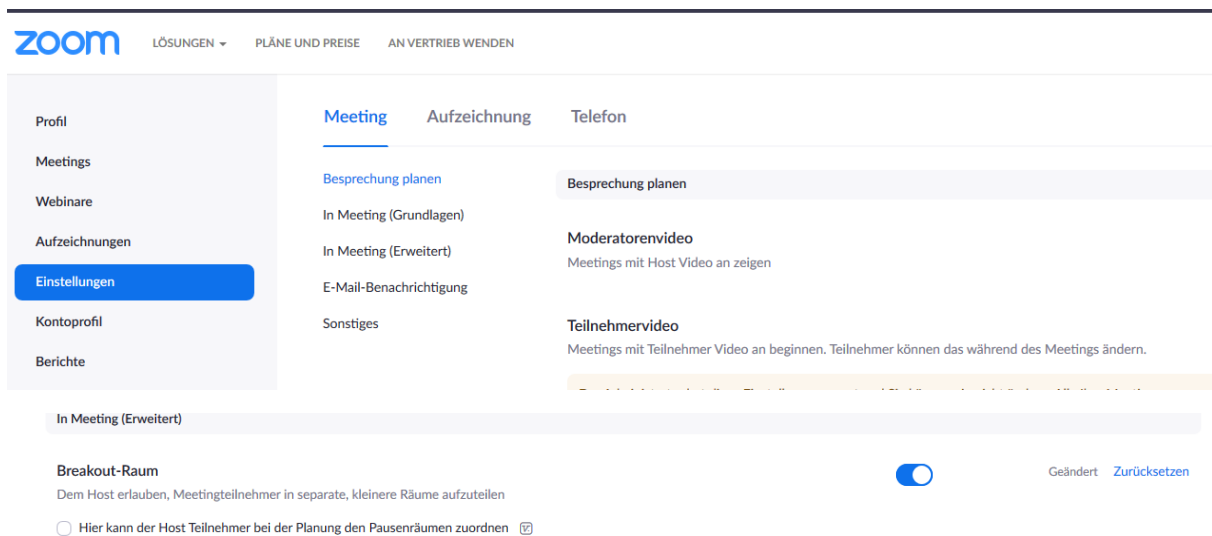 zoom LÖSUNGEN PLÄNE UND PREISE AN VERTRIEB WENDEN
Profil
Meetings
Webinare
Aufzeichnungen
Einstellungen
Kontoprofil
Berichte
Meeting Aufzeichnung Telefon
Besprechung planen
In Meeting (Grundlagen)
In Meeting (Erweitert)
E-Mail-Benachrichtigung
Sonstiges
Besprechung planen
Moderatorenvideo
Meetings mit Host Video an zeigen
Teilnehmervideo
Meetings mit Teilnehmer Video an beginnen. Teilnehmer können das während des Meetings ändern.
In Meeting (Erweitert)
Breakout-Raum
Dem Host erlauben, Meetingteilnehmer in separate, kleinere Räume aufzuteilen
Geändert Zurücksetzen
Hier kann der Host Teilnehmer bei der Planung den Pausenräumen zuordnen